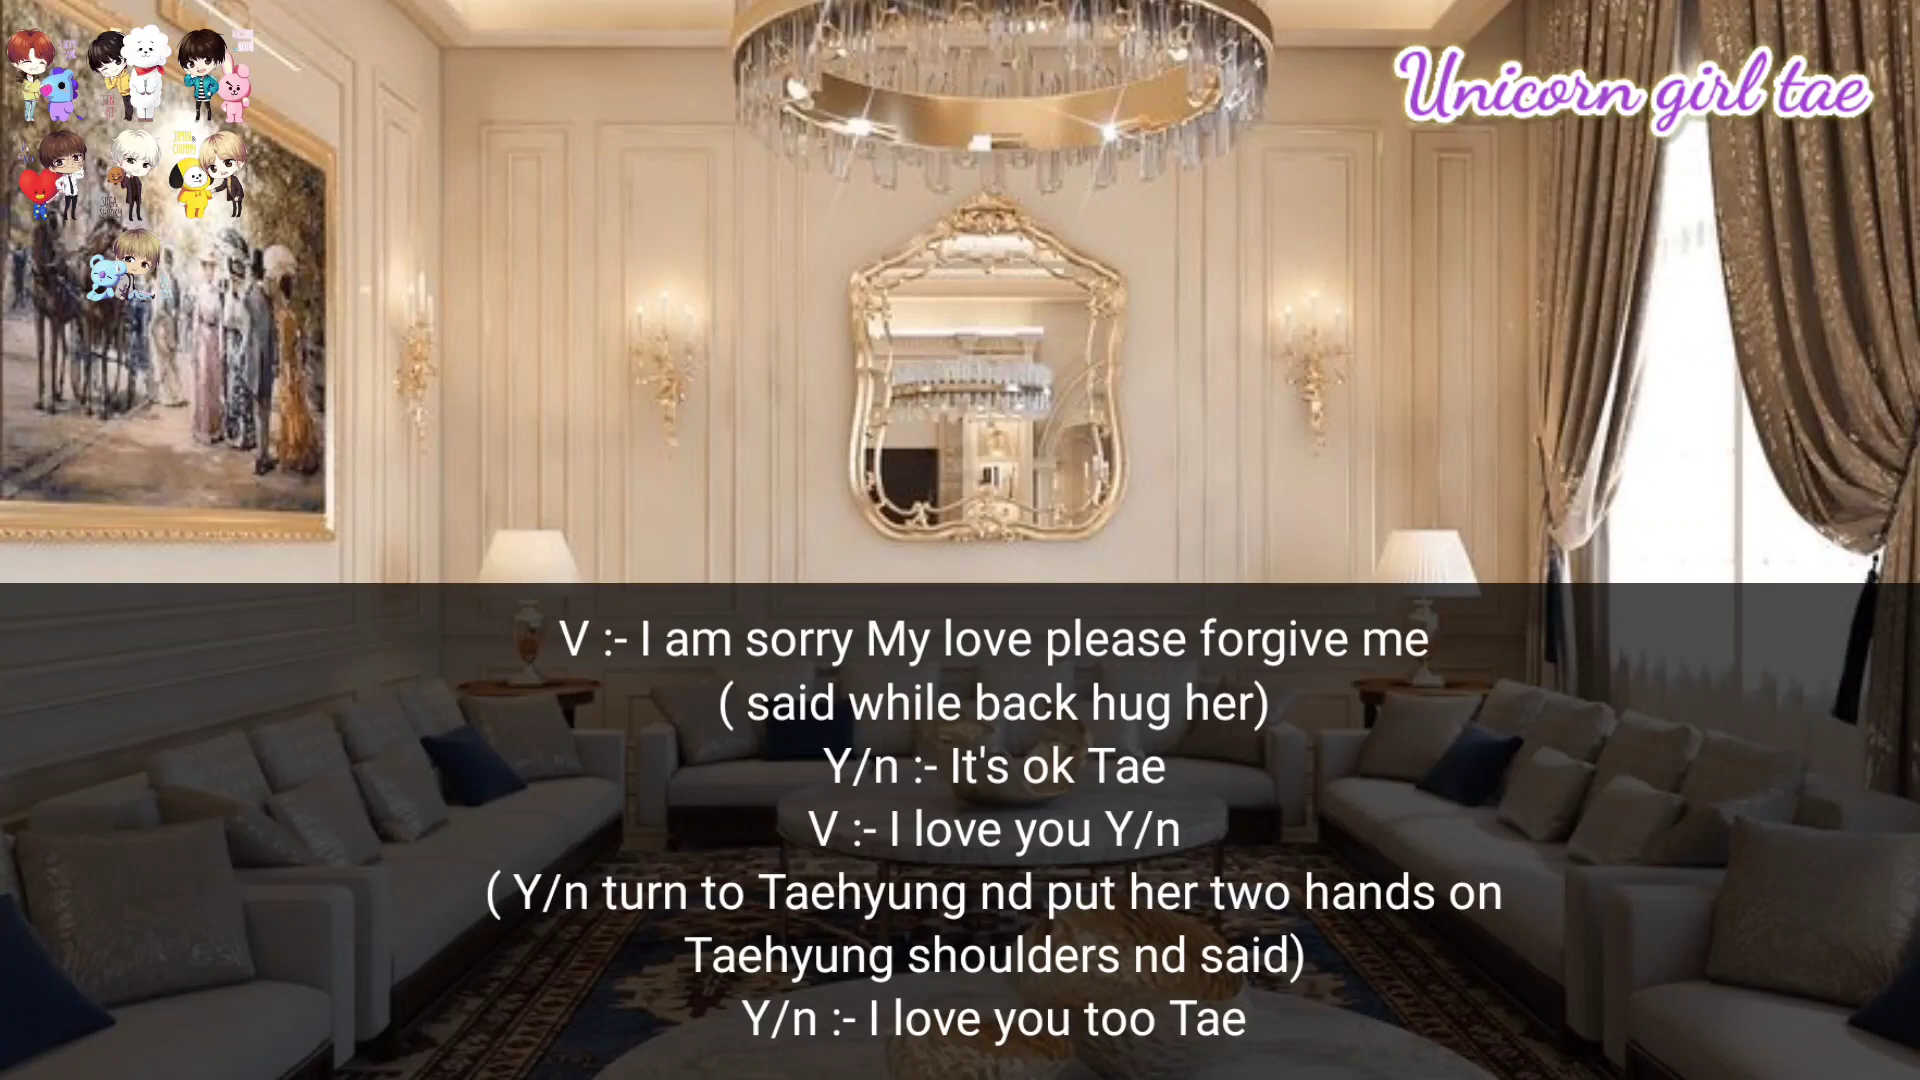 Unicorn girl tae
V :- I am sorry My love please forgive me
( said while back hug her)
Y/n :- It's ok Tae
V :- I love you Y/n
( Y/n turn to Taehyung nd put her two hands on
Taehyung shoulders nd said)
Y/n :- I love you too Tae